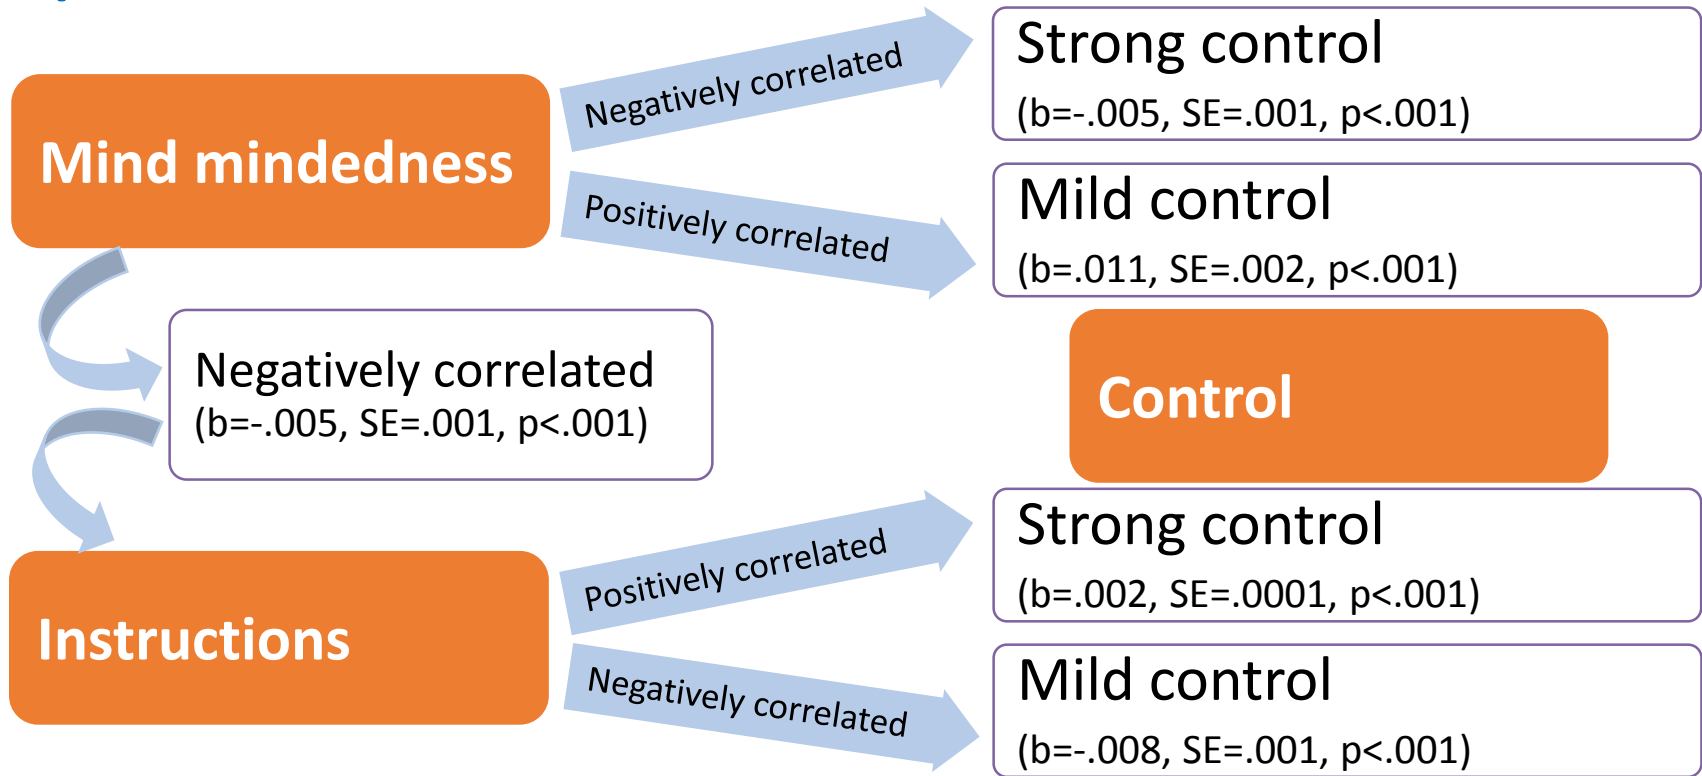 Mind mindedness
Negatively correlated
Strong control
(b=-.005, SE=.001, p<.001)
Positively correlated
Mild control
(b=.011, SE=.002, p<.001)
Negatively correlated
(b=-.005, SE=.001, p<.001)
Control
Instructions
Positively correlated
Strong control
(b=.002, SE=.0001, p<.001)
Negatively correlated
Mild control
(b=-.008, SE=.001, p<.001)